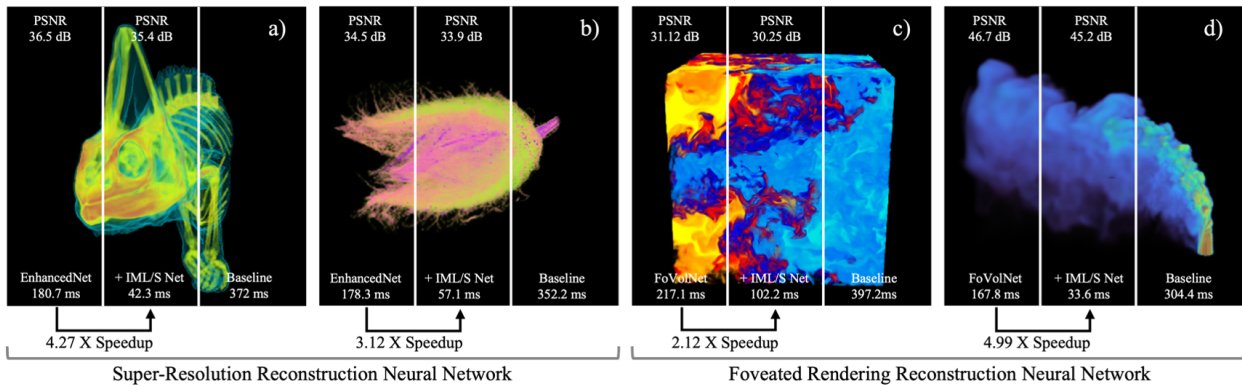 a)
PSNR
36.5 dB
PSNR
35.4 dB
EnhancedNet
180.7 ms
+ IML/S Net
42.3 ms
Baseline
372 ms
4.27 X Speedup
b)
PSNR
34.5 dB
PSNR
33.9 dB
EnhancedNet
178.3 ms
+ IML/S Net
57.1 ms
Baseline
352.2 ms
3.12 X Speedup
Super-Resolution Reconstruction Neural Network
c)
PSNR
31.12 dB
PSNR
30.25 dB
FoVolNet
217.1 ms
+ IML/S Net
102.2 ms
Baseline
397.2ms
2.12 X Speedup
d)
PSNR
46.7 dB
PSNR
45.2 dB
FoVolNet
167.8 ms
+ IML/S Net
33.6 ms
Baseline
304.4 ms
4.99 X Speedup
Foveated Rendering Reconstruction Neural Network